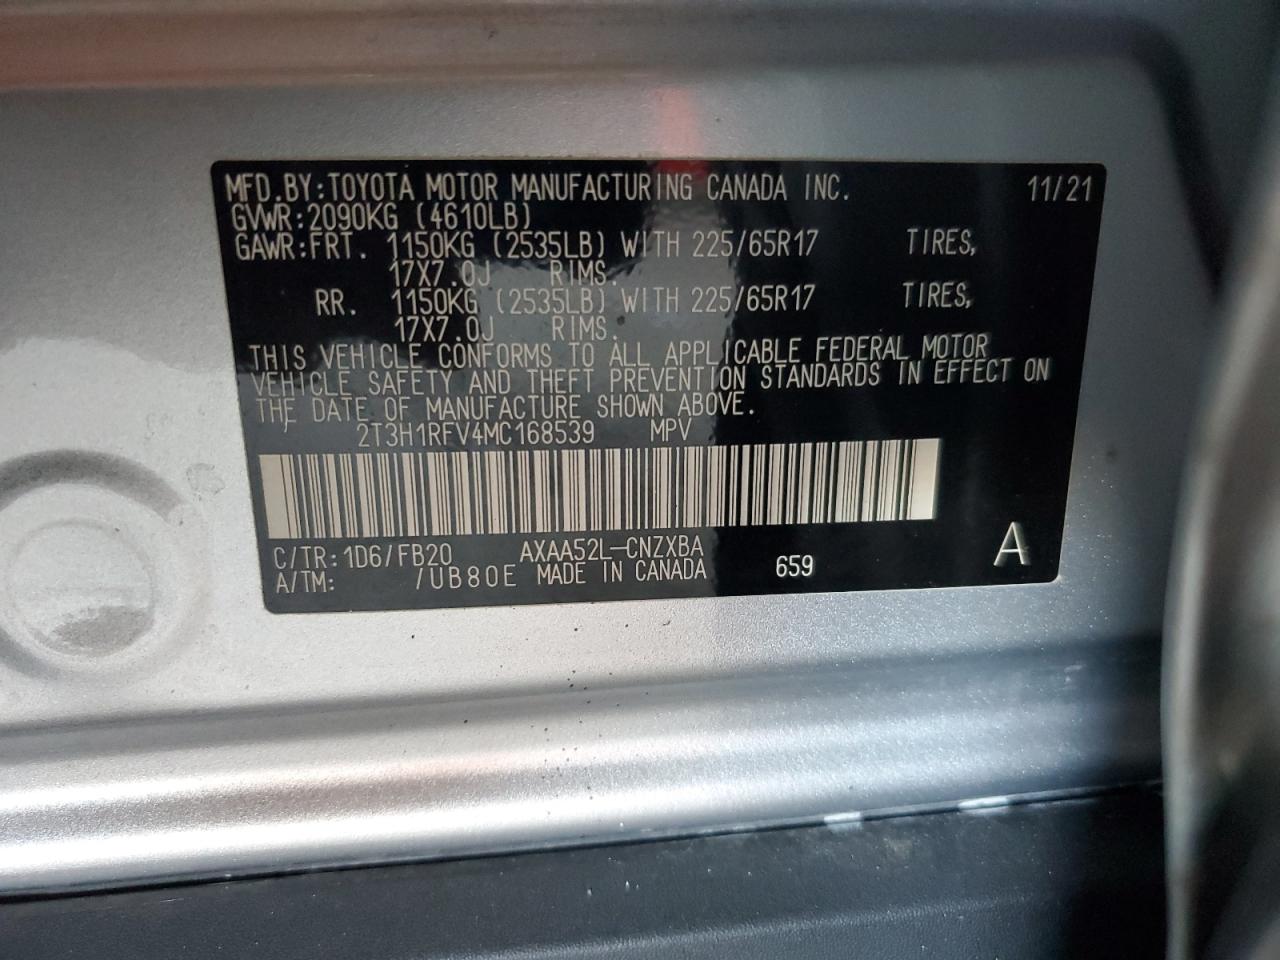 MFD.BY:TOYOTA MOTOR MANUFACTURING CANADA INC. 11/21
GVWR:2090KG (4610LB)
GAWR:FRT. 1150KG (2535LB) WITH 225/65R17 TIRES,
17X7.0J RIMS.
RR. 1150KG (2535LB) WITH 225/65R17 TIRES,
17X7.0J RIMS.
THIS VEHICLE CONFORMS TO ALL APPLICABLE FEDERAL MOTOR
VEHICLE SAFETY AND THEFT PREVENTION STANDARDS IN EFFECT ON
THE DATE OF MANUFACTURE SHOWN ABOVE.
2T3H1RFV4MC168539 MPV
C/TR:1D6/FB20 AXAA52L-CNZXBA
A/TM: /UB80E MADE IN CANADA 659 A